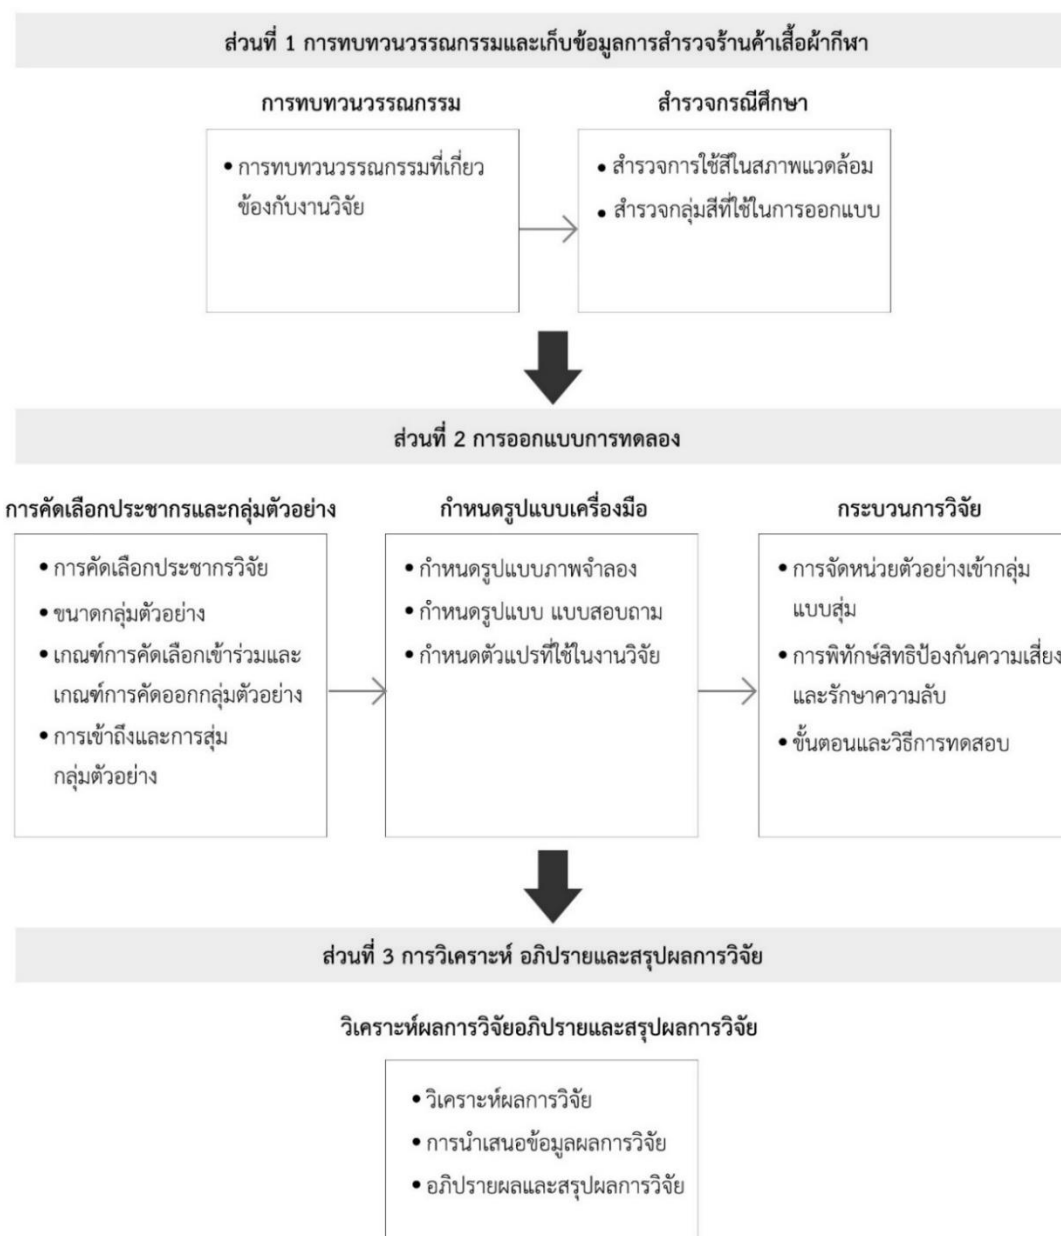 ส่วนที่ 1 การทบทวนวรรณกรรมและเก็บข้อมูลการสำรวจร้านค้าเสื้อผ้ากีฬา
การทบทวนวรรณกรรม
• การทบทวนวรรณกรรมที่เกี่ยว
ข้องกับงานวิจัย
สำรวจกรณีศึกษา
• สำรวจการใช้สีในสภาพแวดล้อม
• สำรวจกลุ่มสีที่ใช้ในการออกแบบ
ส่วนที่ 2 การออกแบบการทดลอง
การคัดเลือกประชากรและกลุ่มตัวอย่าง
• การคัดเลือกประชากรวิจัย
• ขนาดกลุ่มตัวอย่าง
• เกณฑ์การคัดเลือกเข้าร่วมและ
เกณฑ์การคัดออกกลุ่มตัวอย่าง
• การเข้าถึงและการสุ่ม
กลุ่มตัวอย่าง
กำหนดรูปแบบเครื่องมือ
• กำหนดรูปแบบภาพจำลอง
• กำหนดรูปแบบ แบบสอบถาม
• กำหนดตัวแปรที่ใช้ในงานวิจัย
กระบวนการวิจัย
• การจัดหน่วยตัวอย่างเข้ากลุ่ม
แบบสุ่ม
• การพิทักษ์สิทธิป้องกันความเสี่ยง
และรักษาความลับ
• ขั้นตอนและวิธีการทดสอบ
ส่วนที่ 3 การวิเคราะห์ อภิปรายและสรุปผลการวิจัย
วิเคราะห์ผลการวิจัยอภิปรายและสรุปผลการวิจัย
• วิเคราะห์ผลการวิจัย
• การนำเสนอข้อมูลผลการวิจัย
• อภิปรายผลและสรุปผลการวิจัย